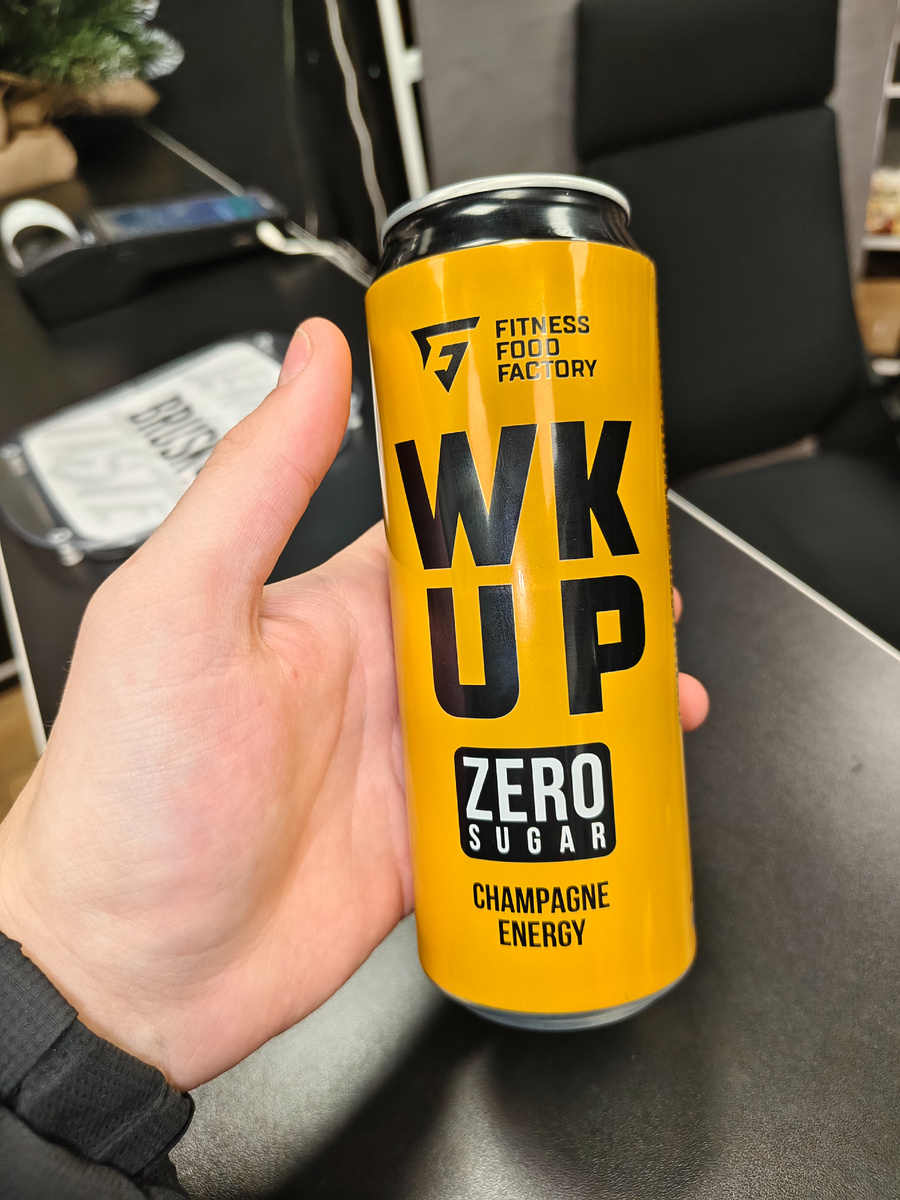 FITNESS
FOOD
FACTORY
WK
UP
ZERO
SUGAR
CHAMPAGNE
ENERGY